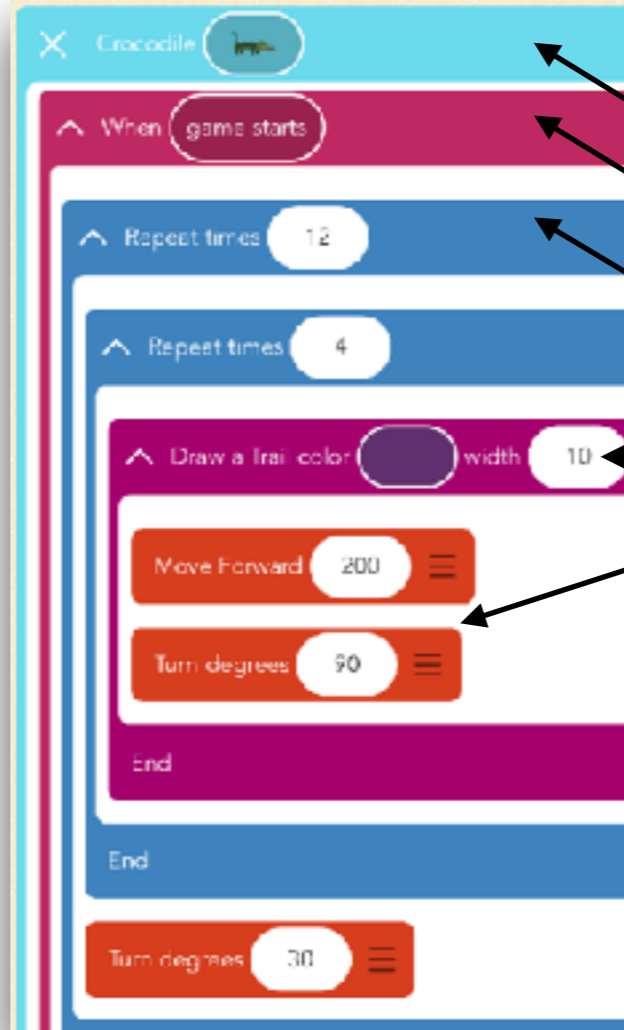 Crocodile
When game starts
Repeat times 12
Repeat times 4
Draw a Trail color width 10
Move Forward 200
Turn degrees 90
End
End
Turn degrees 30